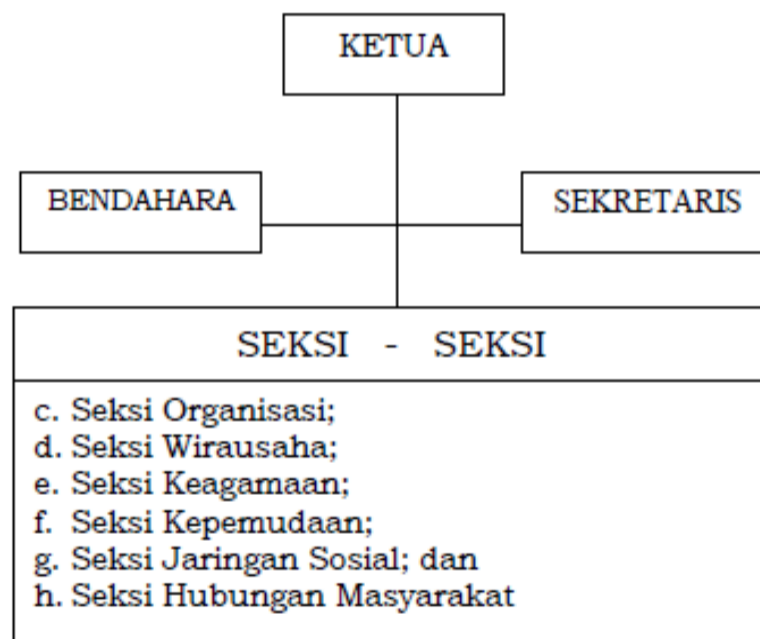 KETUA
BENDAHARA
SEKRETARIS
SEKSI - SEKSI
c. Seksi Organisasi;
d. Seksi Wirausaha;
e. Seksi Keagamaan;
f. Seksi Kepemudaan;
g. Seksi Jaringan Sosial; dan
h. Seksi Hubungan Masyarakat